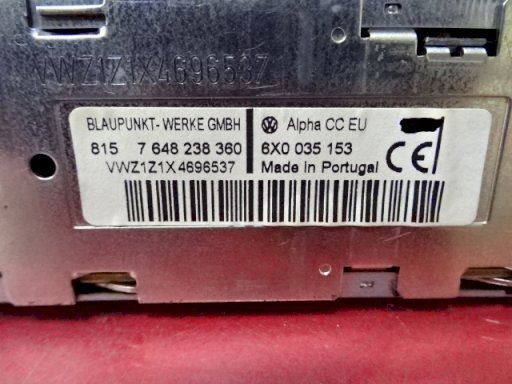 VWZ1Z1X4696537
BLAUPUNKT- WERKE GMBH
815 7 648 238 360
VWZ1Z1X4696537
Alpha CC EU
6X0 035 153
Made in Portugal
CE